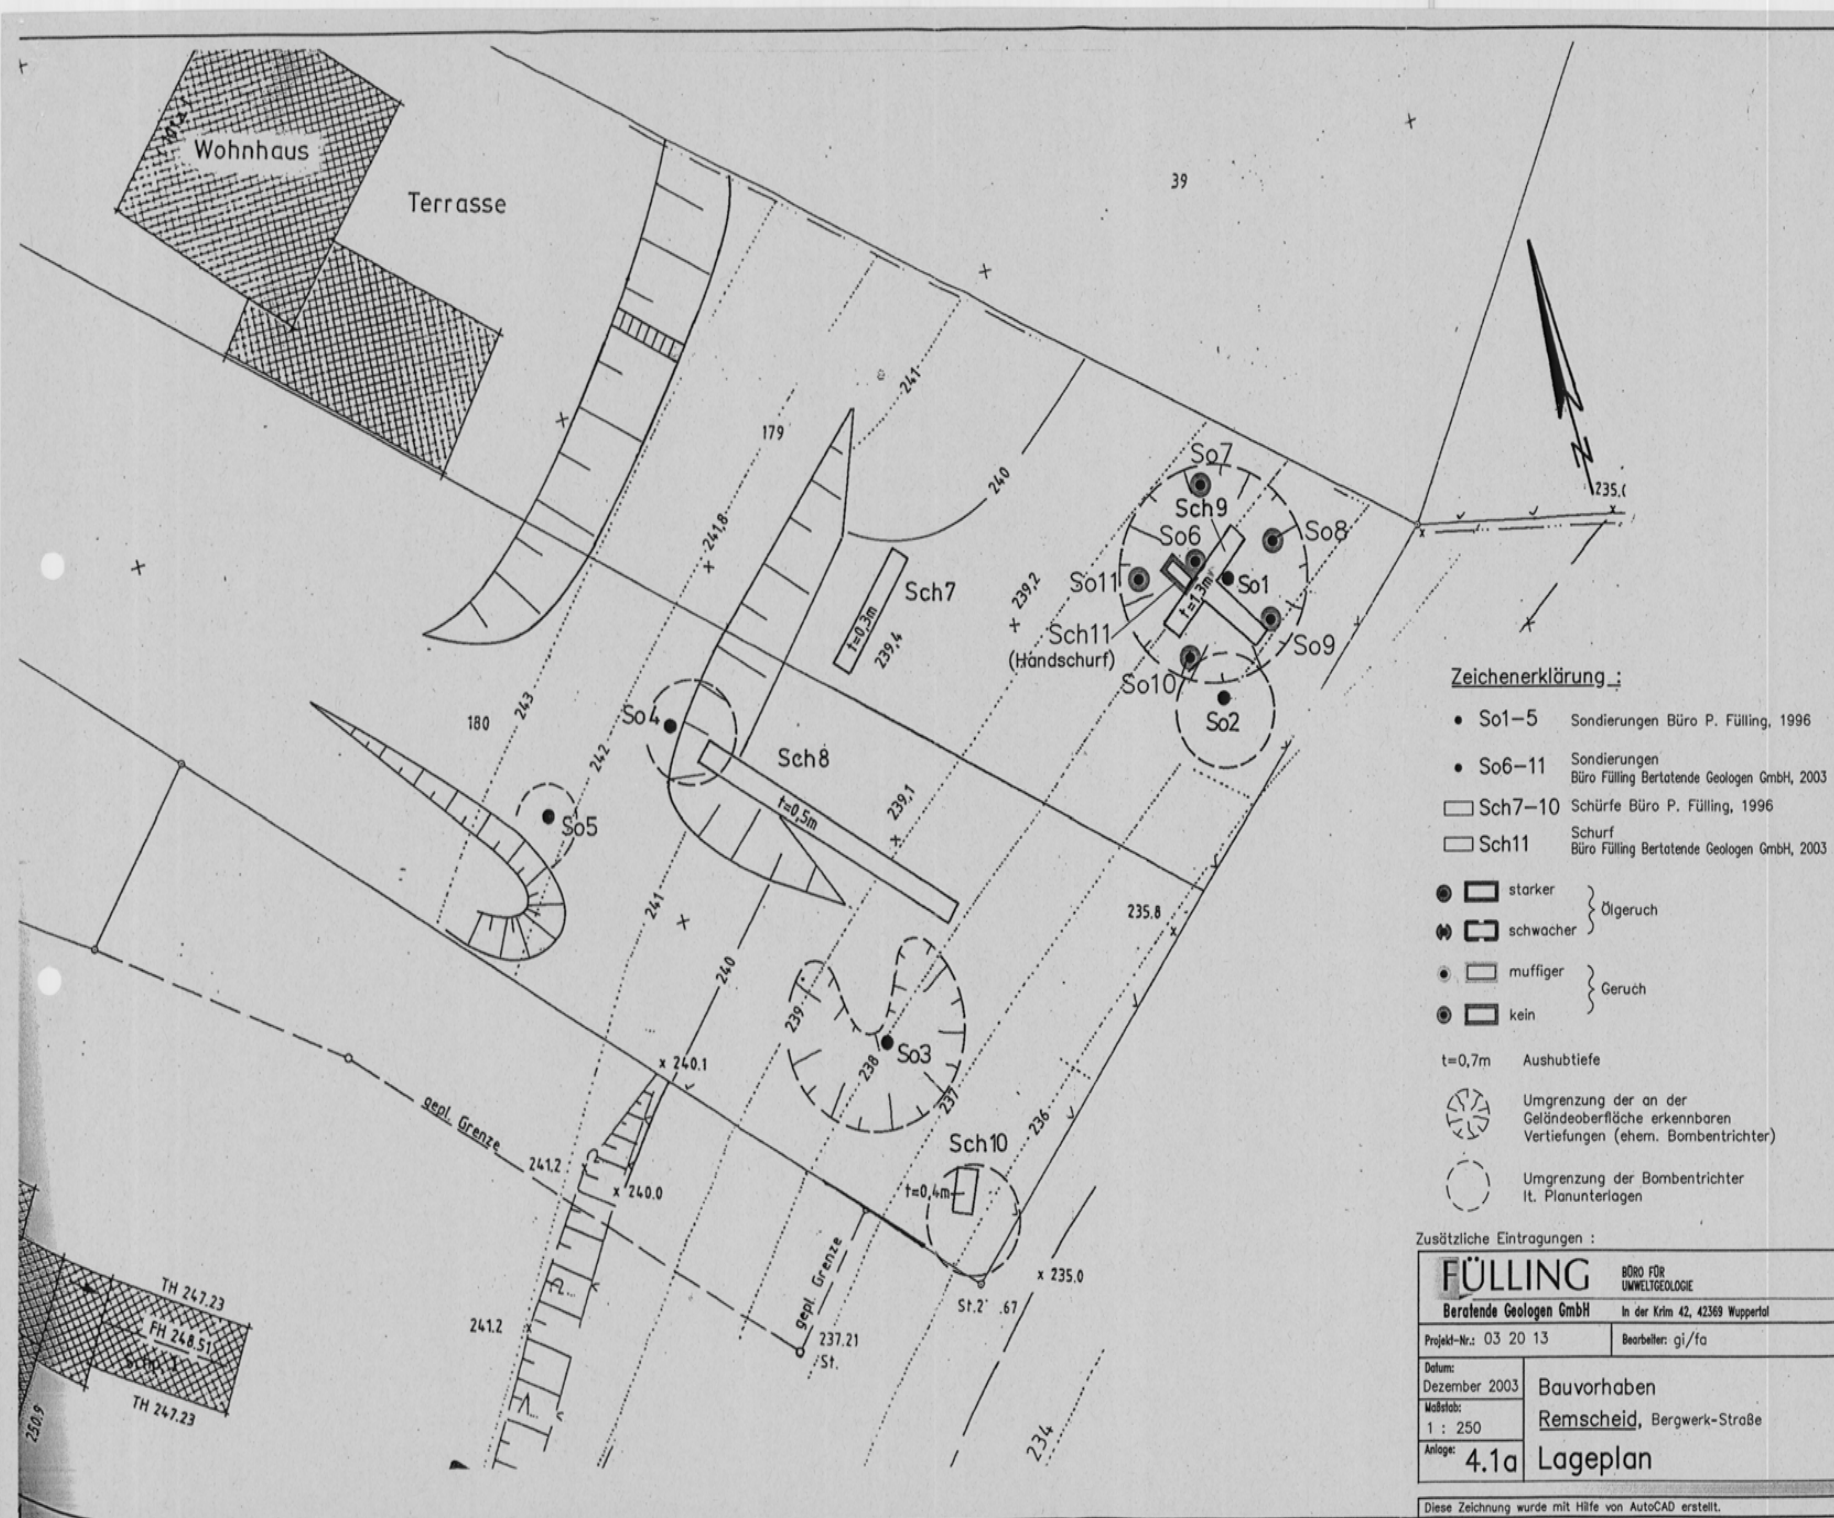 Wohnhaus
Terrasse
39
241
179
240
241,8
So7
Sch9
So6
So8
So11
So1
t=1,3m
239,2
Sch7
t=0,3m
239,4
Sch11
(Handschurf)
So9
So10
So2
235.(
243
180
So4
242
Sch8
t=0,5m
So5
239,1
241
235.8
240
239
So3
238
237
236
x 240.1
gepl. Grenze
Sch10
t=0,4m
241.2
x 240.0
gepl. Grenze
x 235.0
St.2 .67
TH 247.23
FH 248.51
TH 247.23
250.9
241.2
237.21
St.
234
N
Zeichenerklärung :
So1-5 Sondierungen Büro P. Fülling, 1996
So6-11 Sondierungen
Büro Fülling Bertatende Geologen GmbH, 2003
Sch7-10 Schürfe Büro P. Fülling, 1996
Sch11 Schurf
Büro Fülling Bertatende Geologen GmbH, 2003
starker
Ölgeruch
schwacher
muffiger
Geruch
kein
t=0,7m Aushubtiefe
Umgrenzung der an der
Geländeoberfläche erkennbaren
Vertiefungen (ehem. Bombentrichter)
Umgrenzung der Bombentrichter
lt. Planunterlagen
Zusätzliche Eintragungen :
FÜLLING
BÜRO FÜR
UMWELTGEOLOGIE
Beratende Geologen GmbH
In der Krim 42, 42369 Wuppertal
Projekt-Nr.: 03 20 13
Bearbeiter: gi/fa
Datum:
Dezember 2003
Maßstab:
1 : 250
Anlage: 4.1a
Bauvorhaben
Remscheid, Bergwerk-Straße
Lageplan
Diese Zeichnung wurde mit Hilfe von AutoCAD erstellt.